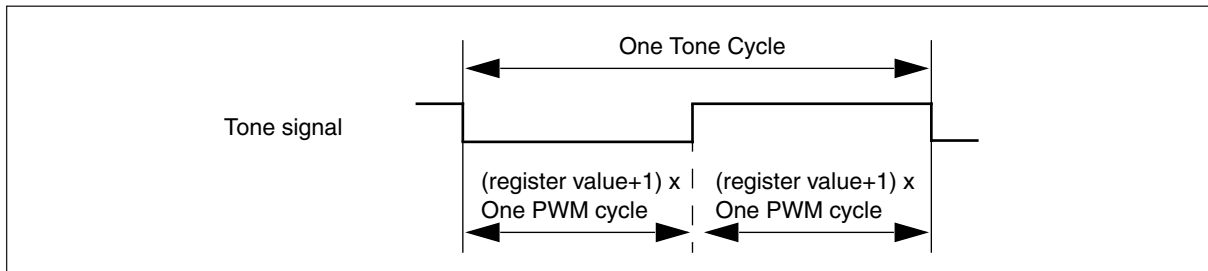 One Tone Cycle
Tone signal
(register value+1) x
One PWM cycle
(register value+1) x
One PWM cycle